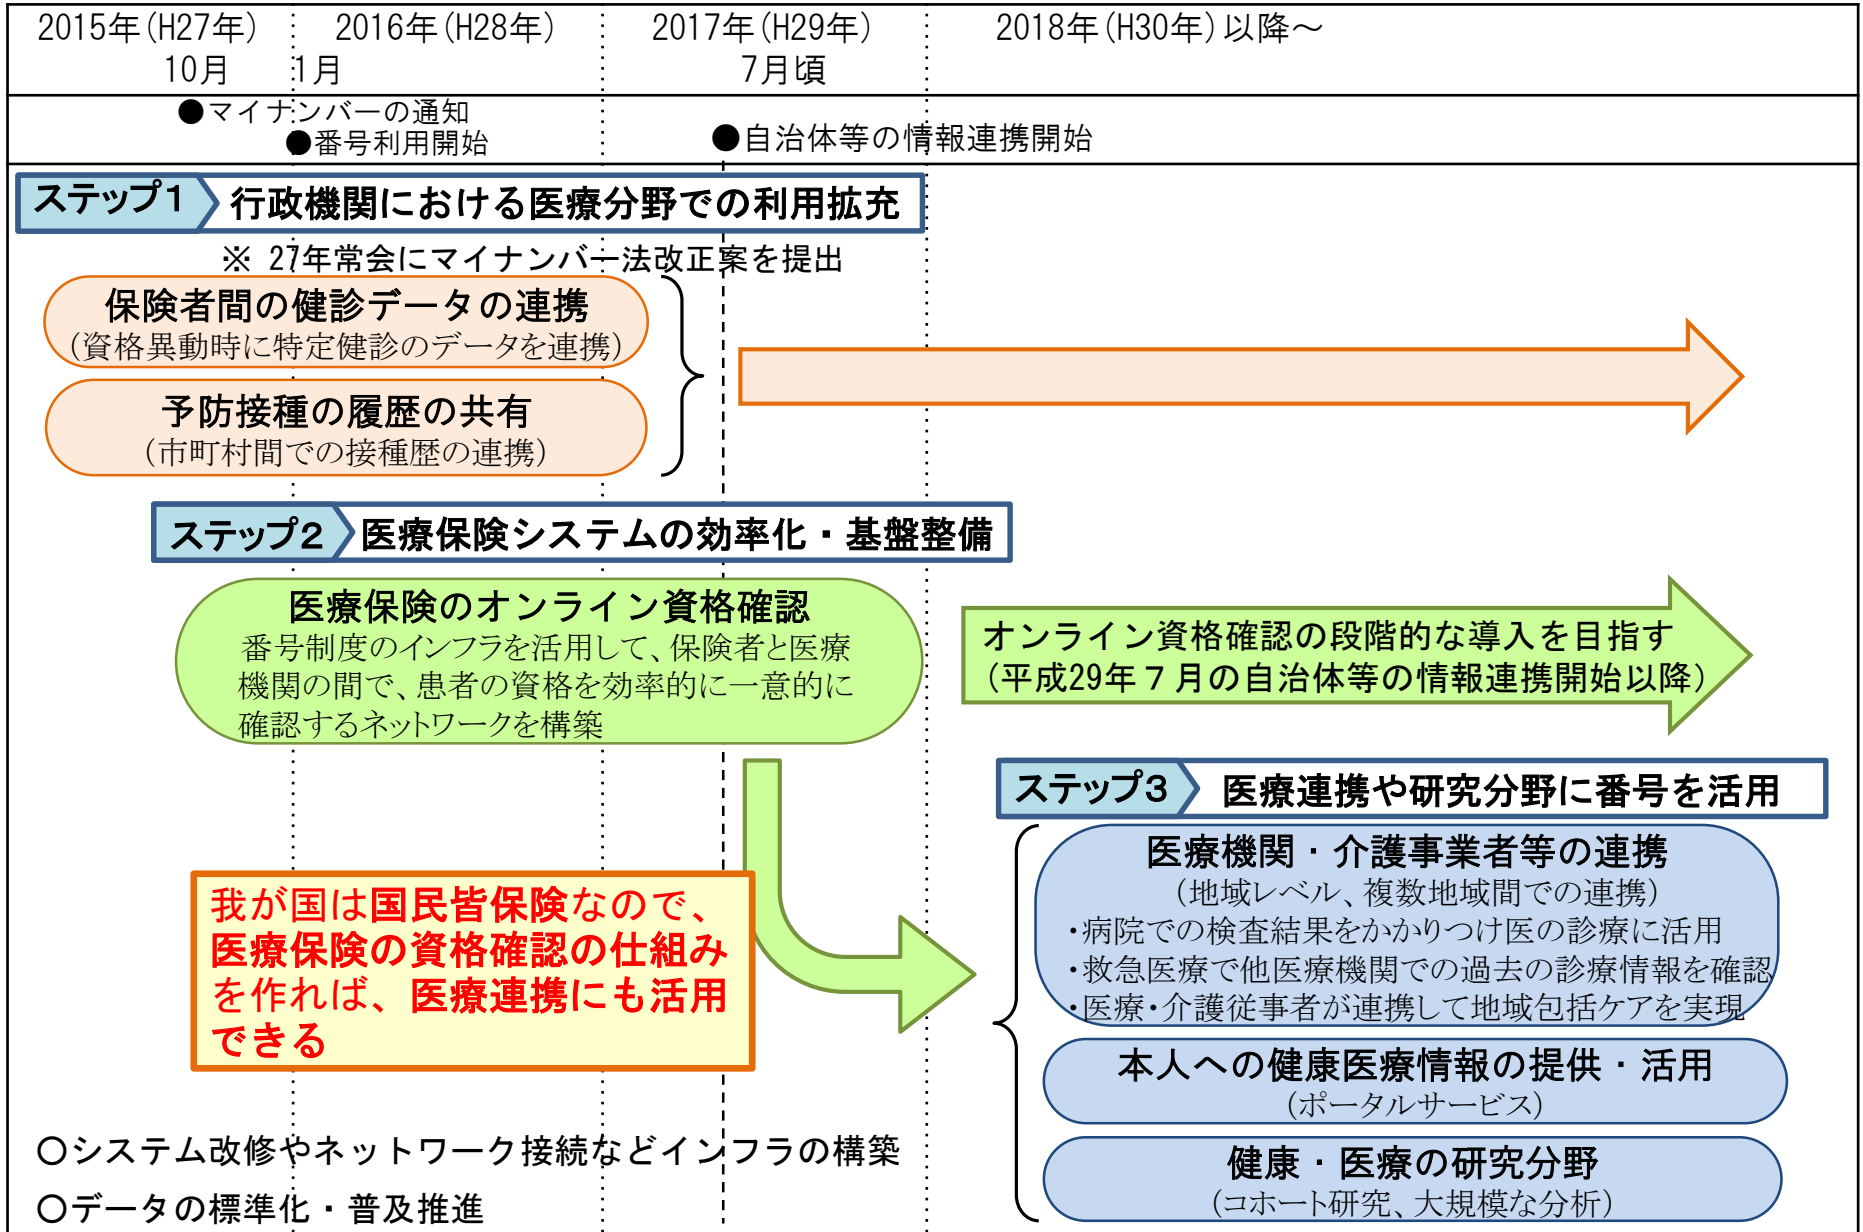 2015年(H27年)
10月
2016年(H28年)
1月
2017年(H29年)
7月頃
2018年(H30年)以降～
●マイナンバーの通知
●番号利用開始
●自治体等の情報連携開始
ステップ1 行政機関における医療分野での利用拡充
※ 27年常会にマイナンバー法改正案を提出
保険者間の健診データの連携
(資格異動時に特定健診のデータを連携)
予防接種の履歴の共有
(市町村間での接種歴の連携)
ステップ2 医療保険システムの効率化・基盤整備
医療保険のオンライン資格確認
番号制度のインフラを活用して、保険者と医療
機関の間で、患者の資格を効率的に一意的に
確認するネットワークを構築
オンライン資格確認の段階的な導入を目指す
(平成29年７月の自治体等の情報連携開始以降)
ステップ3 医療連携や研究分野に番号を活用
医療機関・介護事業者等の連携
(地域レベル、複数地域間での連携)
・病院での検査結果をかかりつけ医の診療に活用
・救急医療で他医療機関での過去の診療情報を確認
・医療・介護従事者が連携して地域包括ケアを実現
我が国は国民皆保険なので、
医療保険の資格確認の仕組み
を作れば、医療連携にも活用
できる
本人への健康医療情報の提供・活用
(ポータルサービス)
健康・医療の研究分野
(コホート研究、大規模な分析)
○システム改修やネットワーク接続などインフラの構築
○データの標準化・普及推進